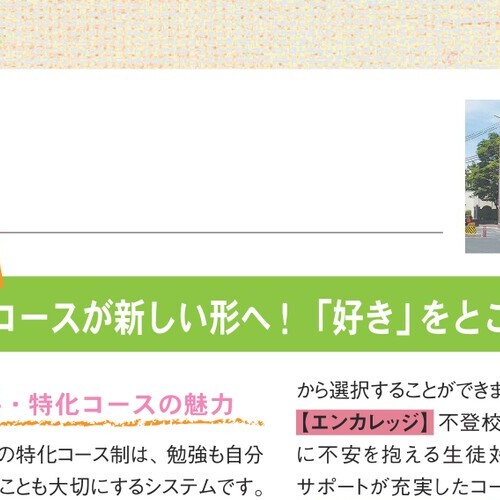 コースが新しい形へ！「好き」をとこ
・特化コースの魅力
の特化コース制は、勉強も自分
ことも大切にするシステムです。
から選択することができま
【エンカレッジ】不登校
に不安を抱える生徒対
サポートが充実したコー